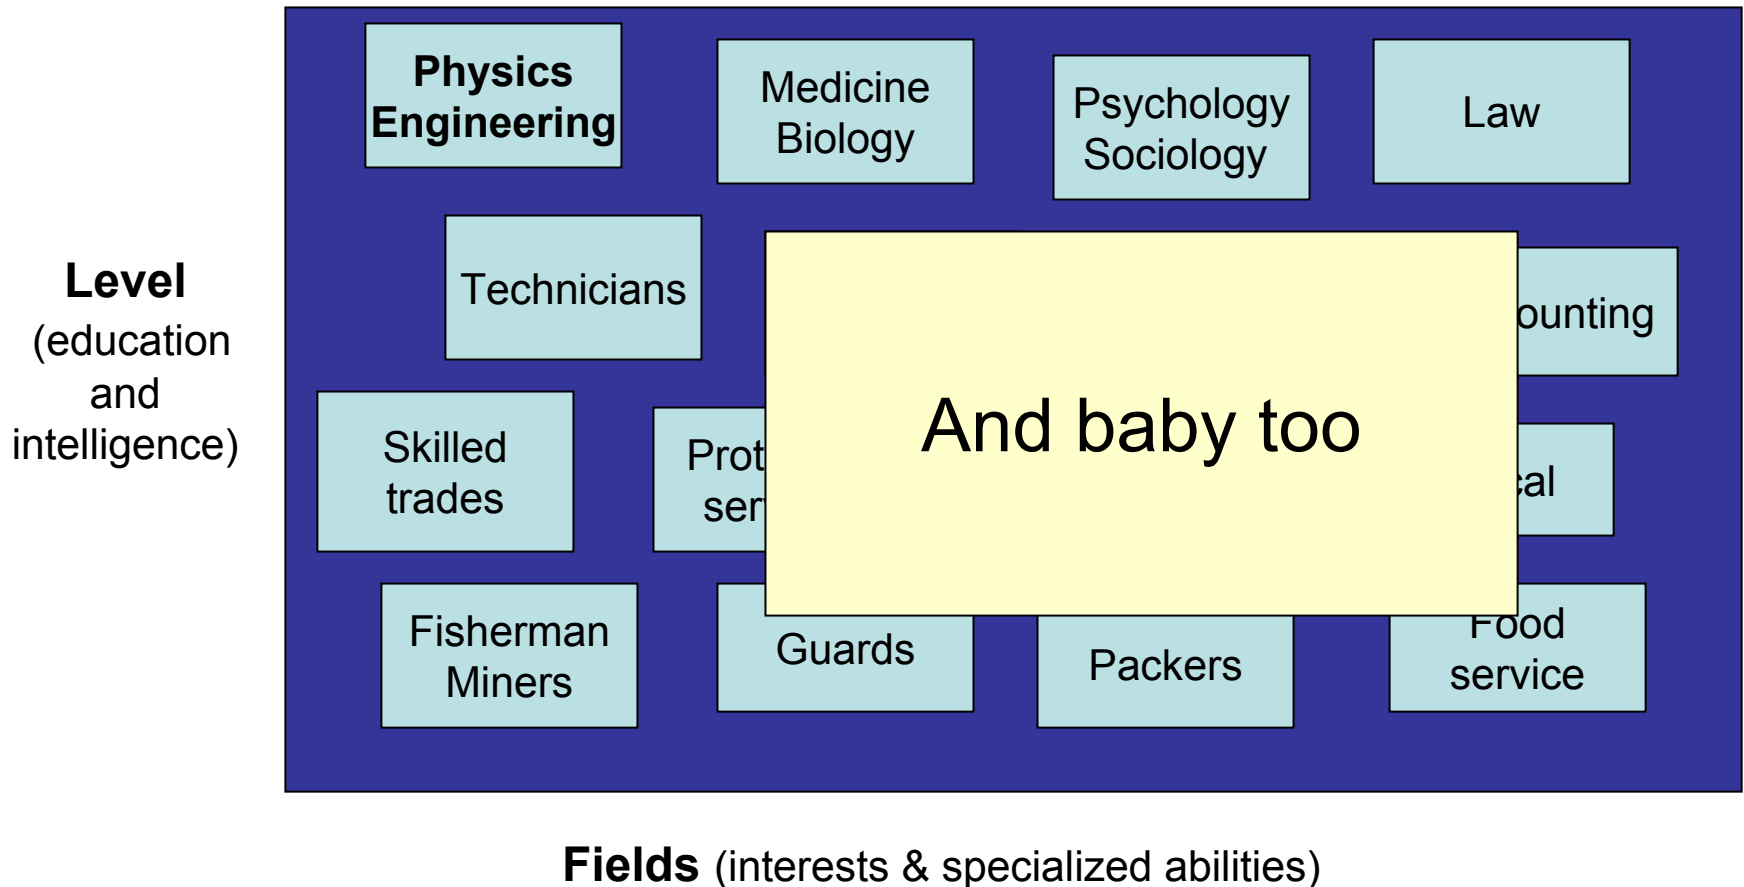 Physics
Engineering
Medicine
Biology
Psychology
Sociology
Law
Level
(education
and
intelligence)
Technicians
ounting
And baby too
Skilled
trades
Prot
ser
cal
Fisherman
Miners
Guards
Packers
Food
service
Fields (interests & specialized abilities)